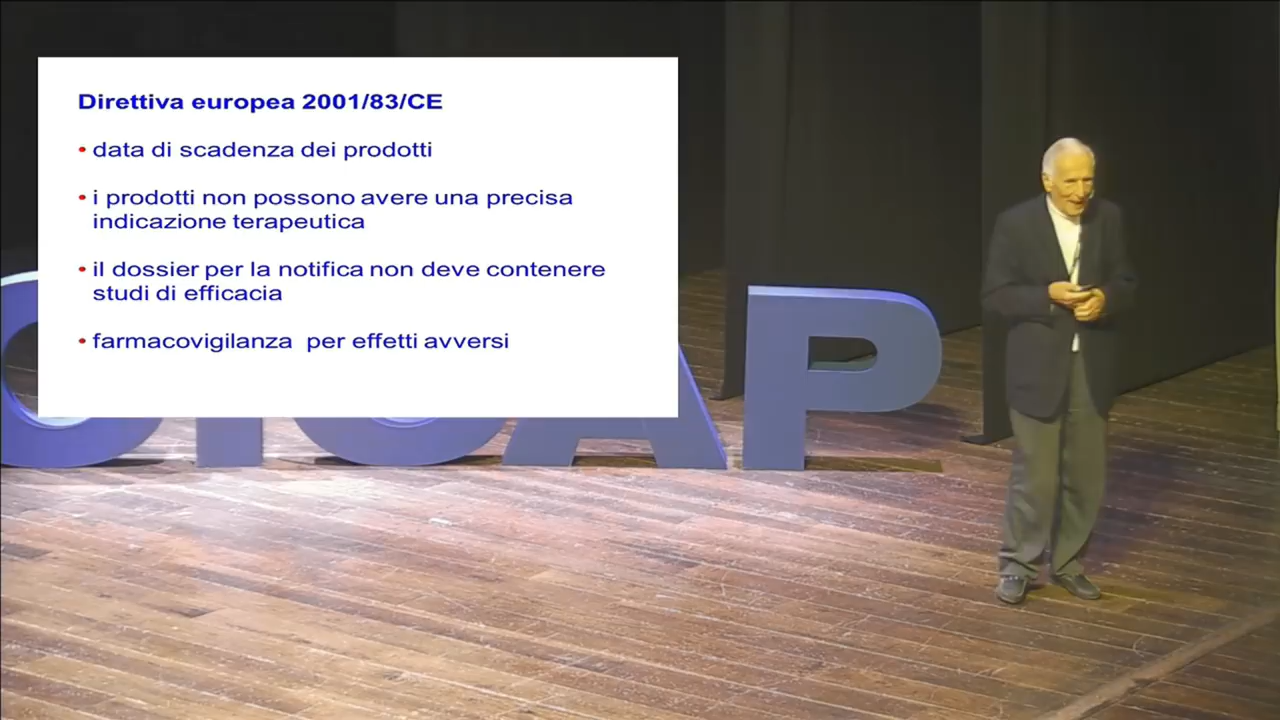 Direttiva europea 2001/83/CE
• data di scadenza dei prodotti
• i prodotti non possono avere una precisa
indicazione terapeutica
• il dossier per la notifica non deve contenere
studi di efficacia
• farmacovigilanza per effetti avversi
CICAP